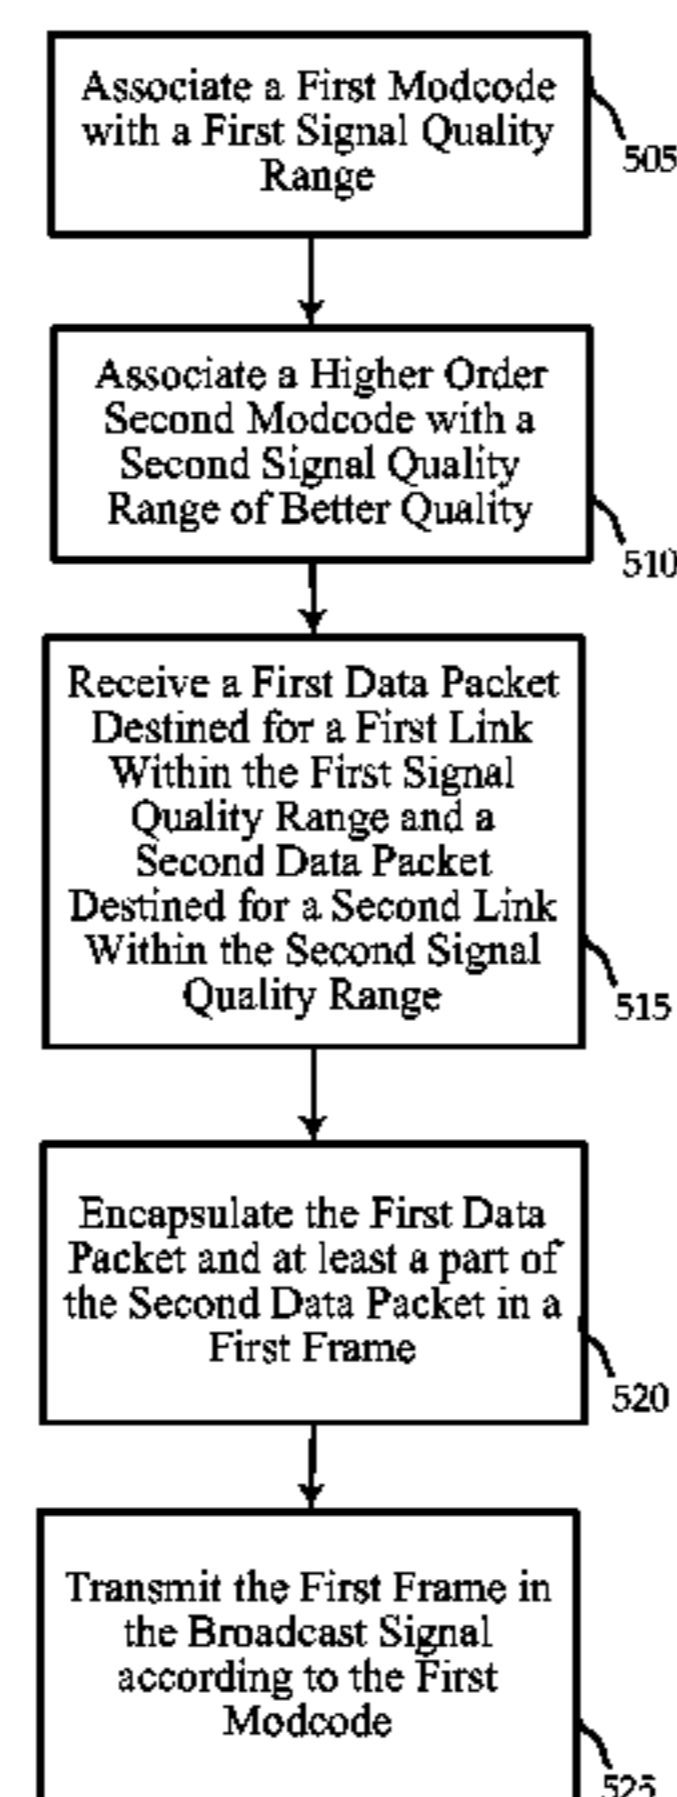 Associate a First Modcode
with a First Signal Quality
Range
505
Associate a Higher Order
Second Modcode with a
Second Signal Quality
Range of Better Quality
510
Receive a First Data Packet
Destined for a First Link
Within the First Signal
Quality Range and a
Second Data Packet
Destined for a Second Link
Within the Second Signal
Quality Range
515
Encapsulate the First Data
Packet and at least a part of
the Second Data Packet in a
First Frame
520
Transmit the First Frame in
the Broadcast Signal
according to the First
Modcode
525